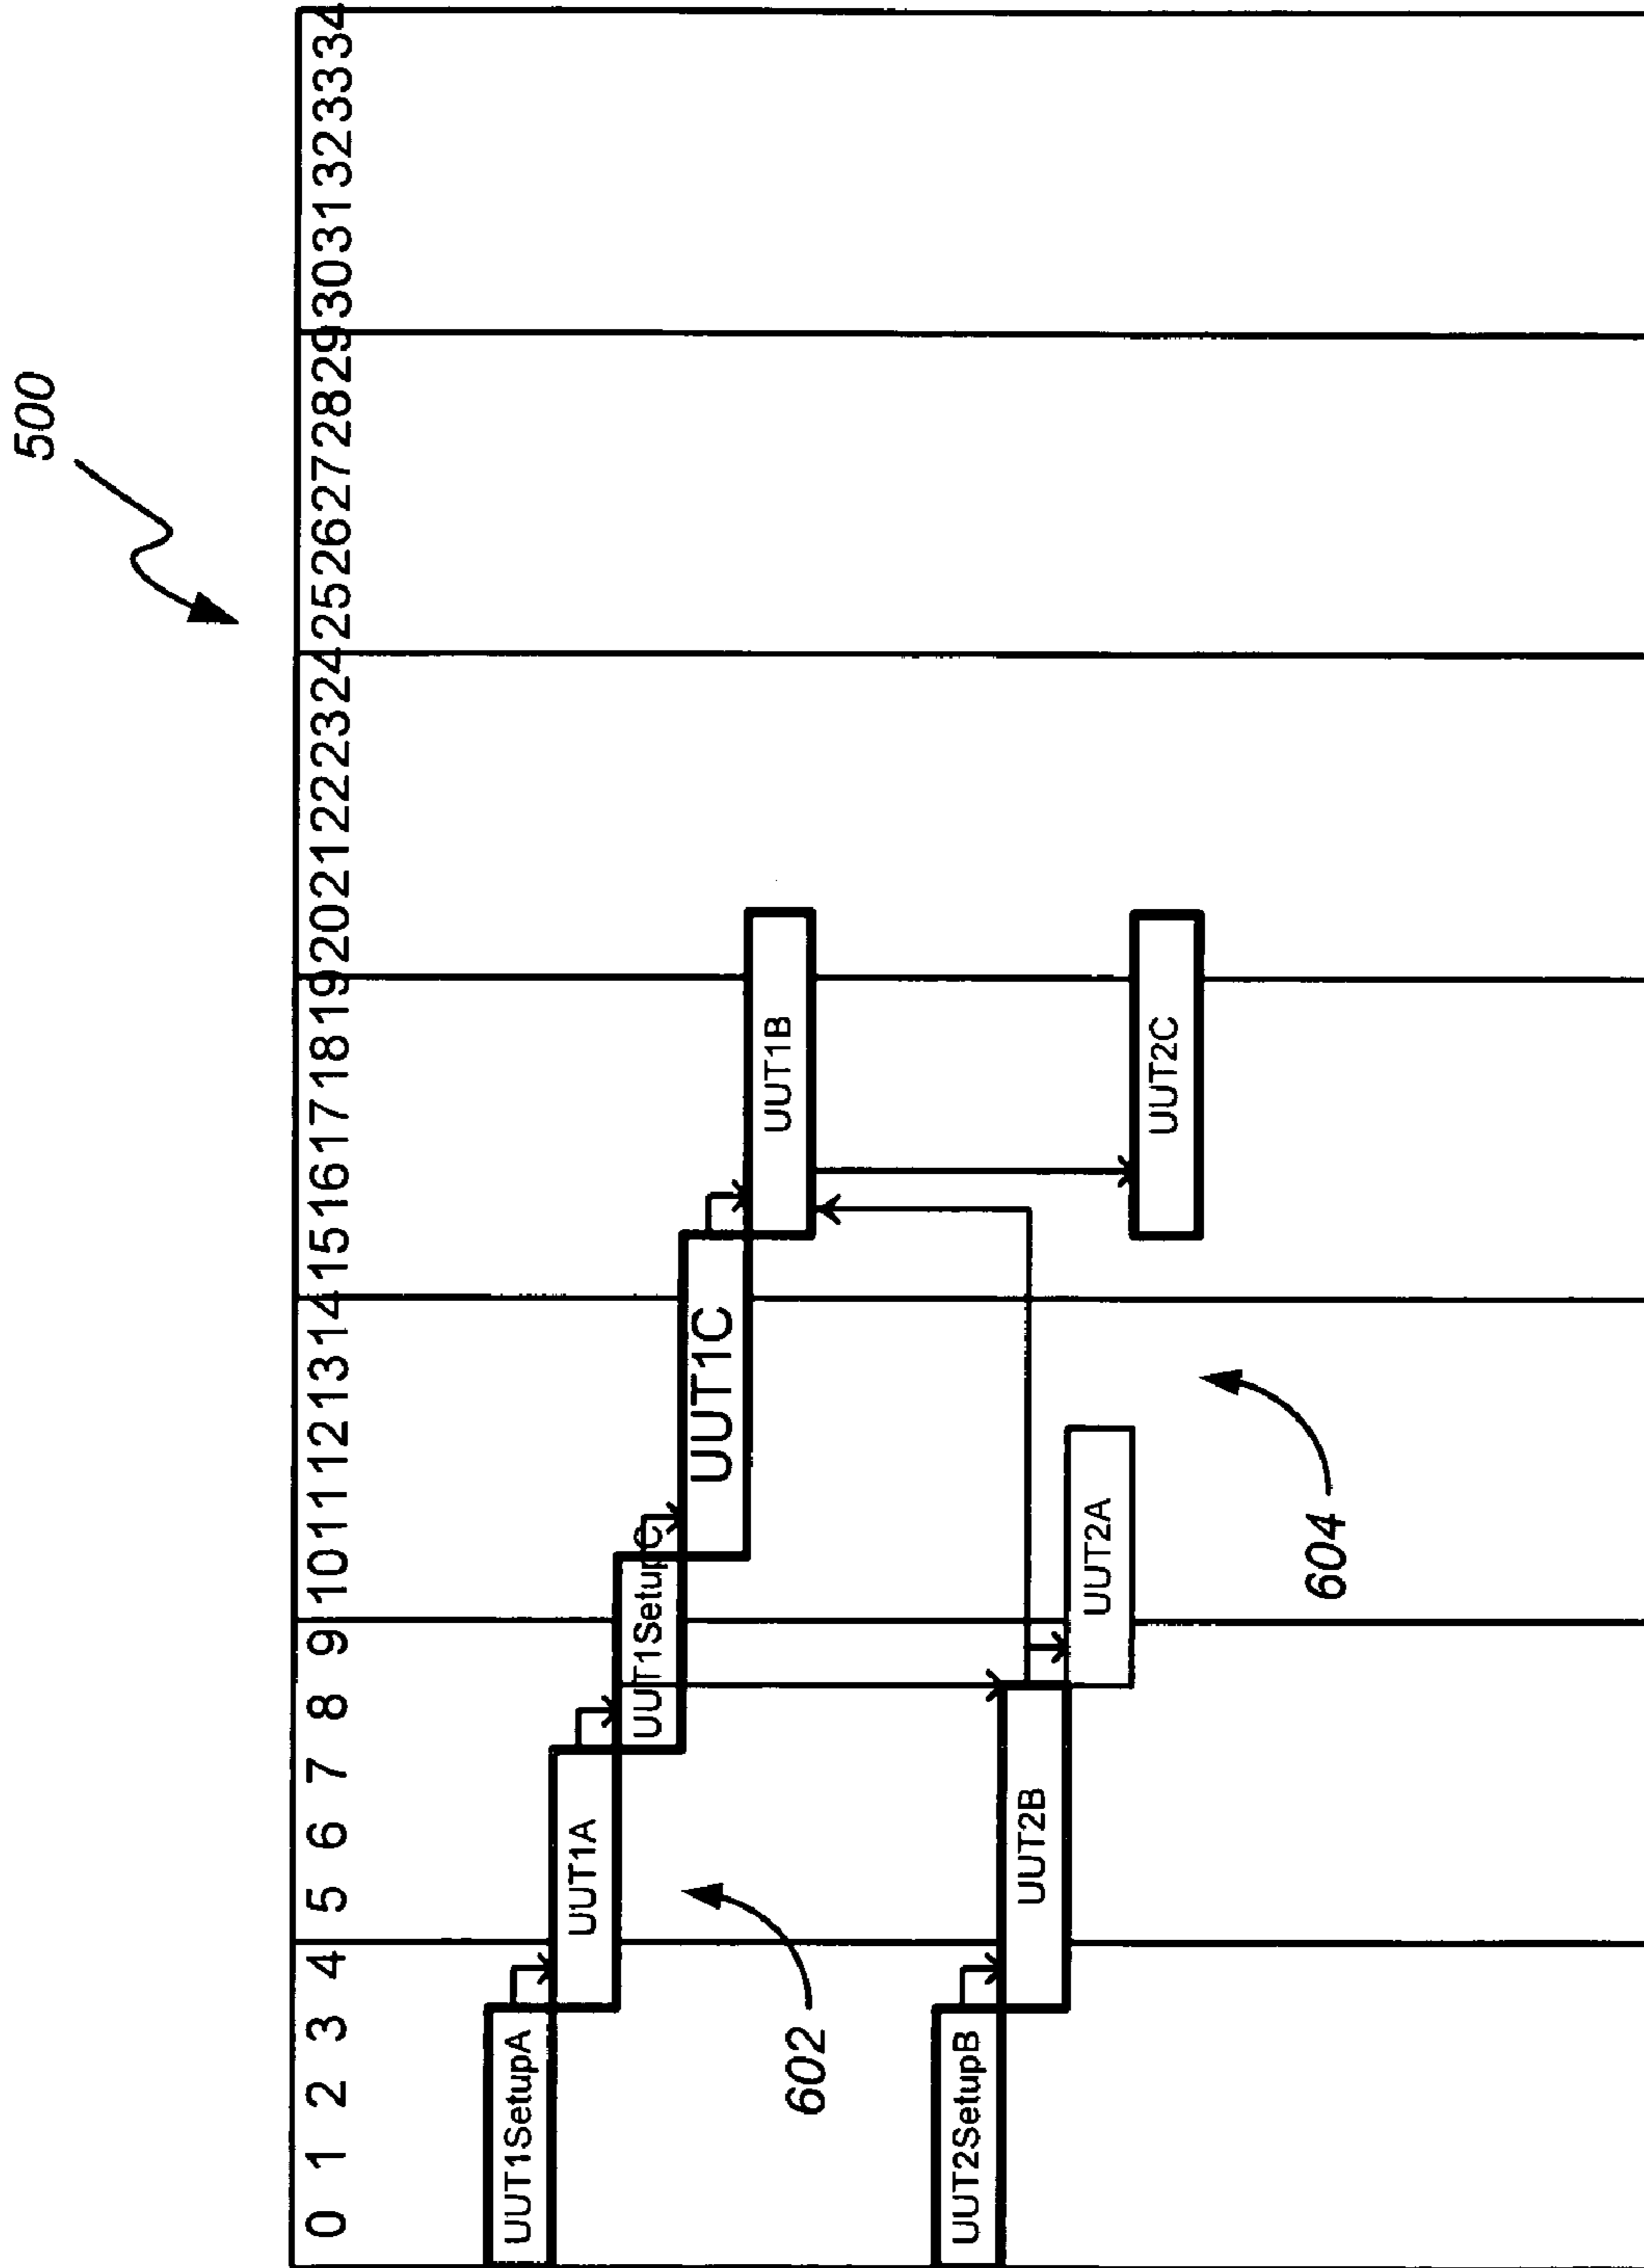 500
0 1 2 3 4 5 6 7 8 9 10 11 12 13 14 15 16 17 18 19 20 21 22 23 24 25 26 27 28 29 30 31 32 33 34
UUT1SetupA
UUT1A
UUT1SetupC
UUT1C
UUT1B
602
UUT2SetupB
UUT2B
UUT2A
UUT2C
604